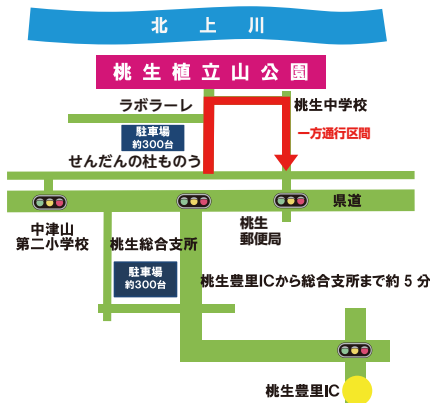 北上川
桃生植立山公園
ラボラーレ
桃生中学校
駐車場
約300台
一方通行区間
せんだんの杜ものう
県道
中津山
第二小学校
桃生総合支所
桃生
郵便局
駐車場
約300台
桃生豊里ICから総合支所まで約5分
桃生豊里IC